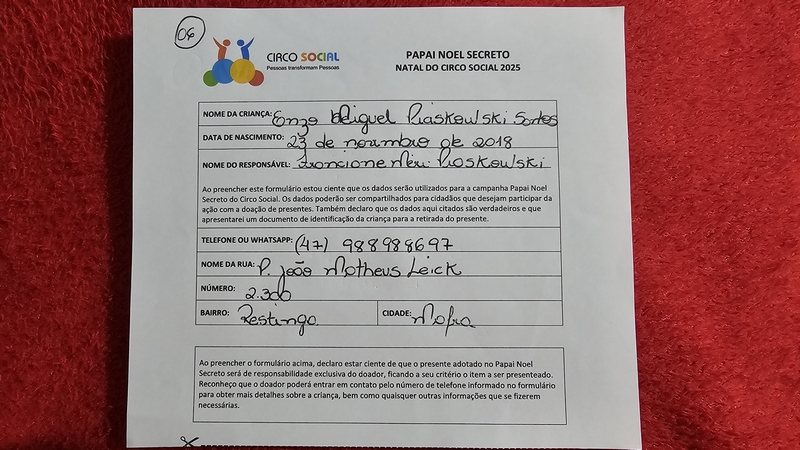 06
CIRCO SOCIAL
Pessoas transformam Pessoas
PAPAI NOEL SECRETO
NATAL DO CIRCO SOCIAL 2025
NOME DA CRIANÇA: Enzo Miguel Piaskowski Santos
DATA DE NASCIMENTO: 23 de novembro de 2018
NOME DO RESPONSÁVEL: Franciane Piaskowski
Ao preencher este formulário estou ciente que os dados serão utilizados para a campanha Papai Noel
Secreto do Circo Social. Os dados poderão ser compartilhados para cidadãos que desejam participar da
ação com a doação de presentes. Também declaro que os dados aqui citados são verdadeiros e que
apresentarei um documento de identificação da criança para a retirada do presente.
TELEFONE OU WHATSAPP: (47) 988988697
NOME DA RUA: P. João Matheus Leick
NÚMERO: 2.300
BAIRRO: Restinga CIDADE: Mafra
Ao preencher o formulário acima, declaro estar ciente de que o presente adotado no Papai Noel
Secreto será de responsabilidade exclusiva do doador, ficando a seu critério o item a ser presenteado.
Reconheço que o doador poderá entrar em contato pelo número de telefone informado no formulário
para obter mais detalhes sobre a criança, bem como quaisquer outras informações que se fizerem
necessárias.